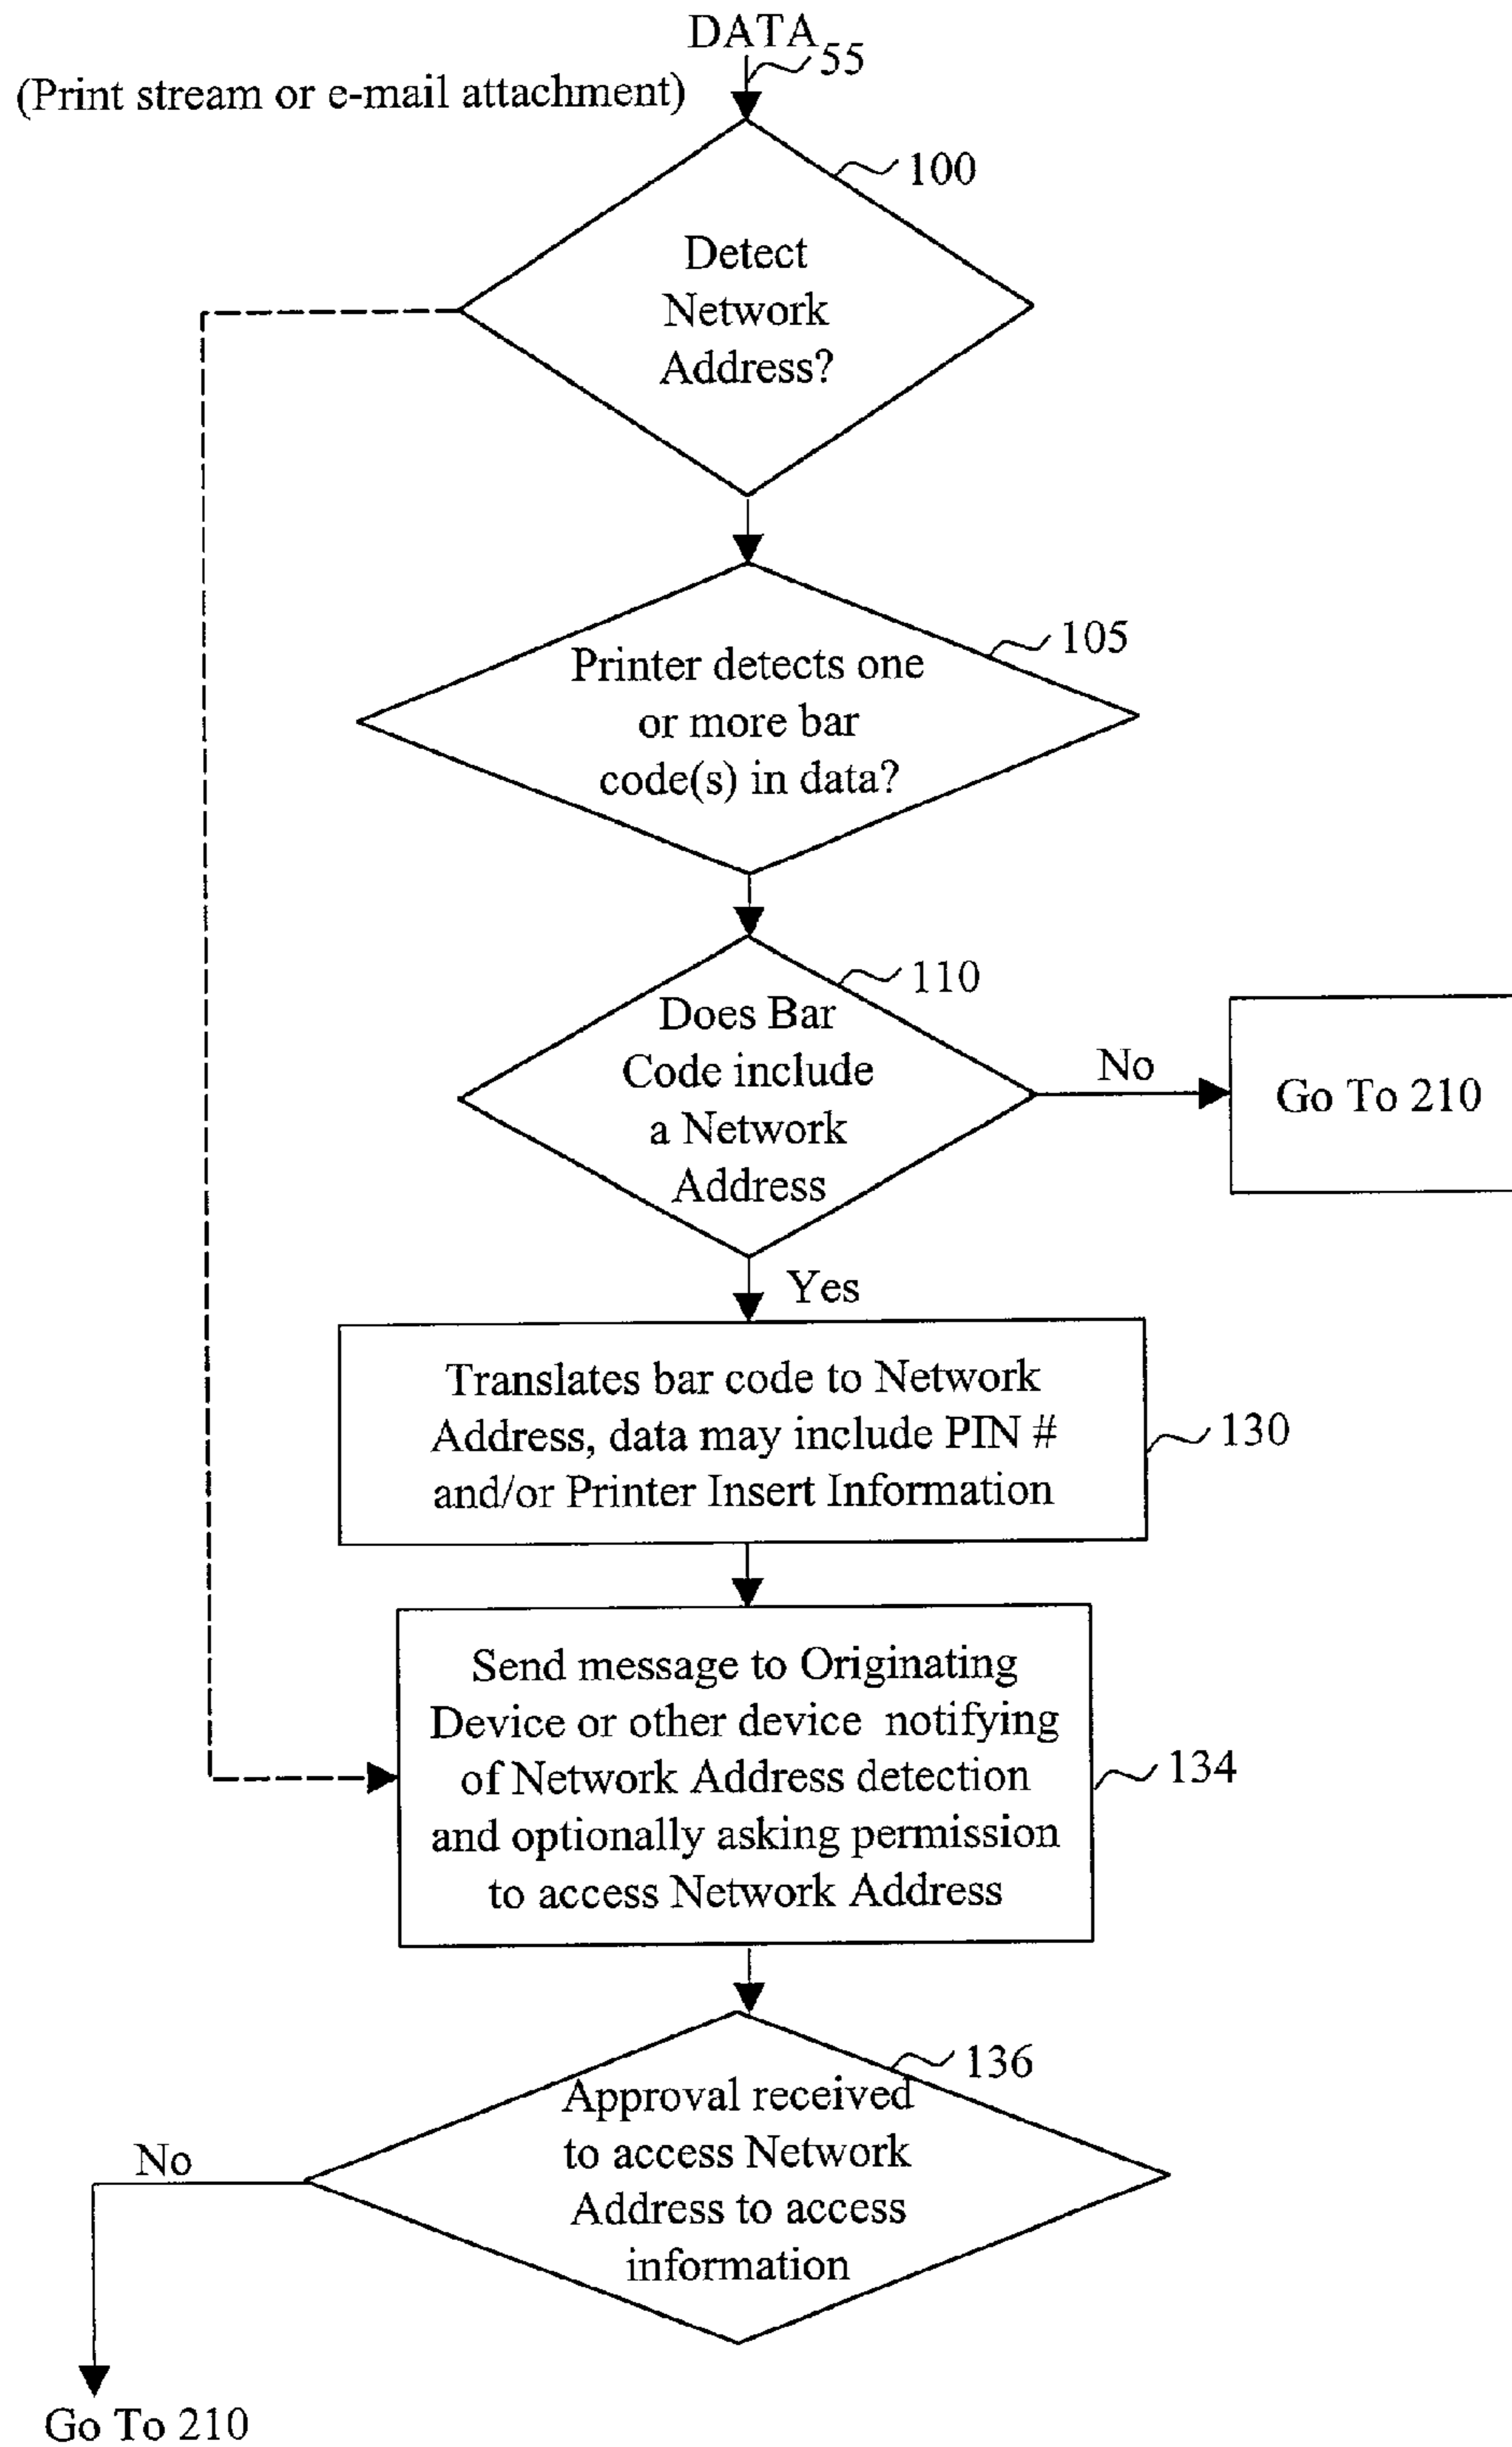 DATA
55
(Print stream or e-mail attachment)
100
Detect
Network
Address?
105
Printer detects one
or more bar
code(s) in data?
110
Does Bar
Code include
a Network
Address
No
Go To 210
Yes
Translates bar code to Network
Address, data may include PIN #
and/or Printer Insert Information
130
Send message to Originating
Device or other device notifying
of Network Address detection
and optionally asking permission
to access Network Address
134
136
Approval received
to access Network
Address to access
information
No
Go To 210